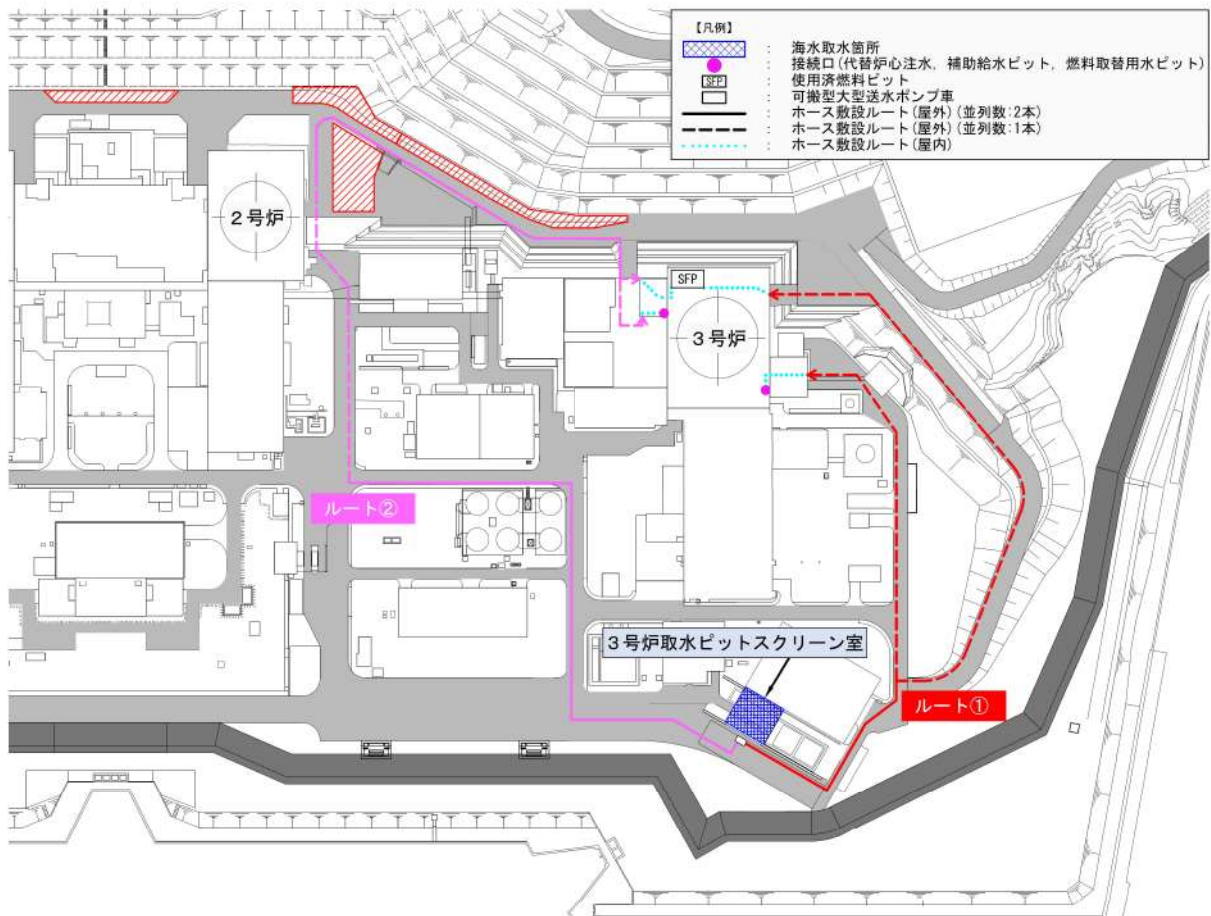 【凡例】
: 海水取水箇所
: 接続口(代替炉心注水, 補助給水ピット, 燃料取替用水ピット)
SFP : 使用済燃料ピット
: 可搬型大型送水ポンプ車
: ホース敷設ルート(屋外)(並列数:2本)
: ホース敷設ルート(屋外)(並列数:1本)
: ホース敷設ルート(屋内)
2号炉
SFP
3号炉
ルート②
3号炉取水ピットスクリーン室
ルート①